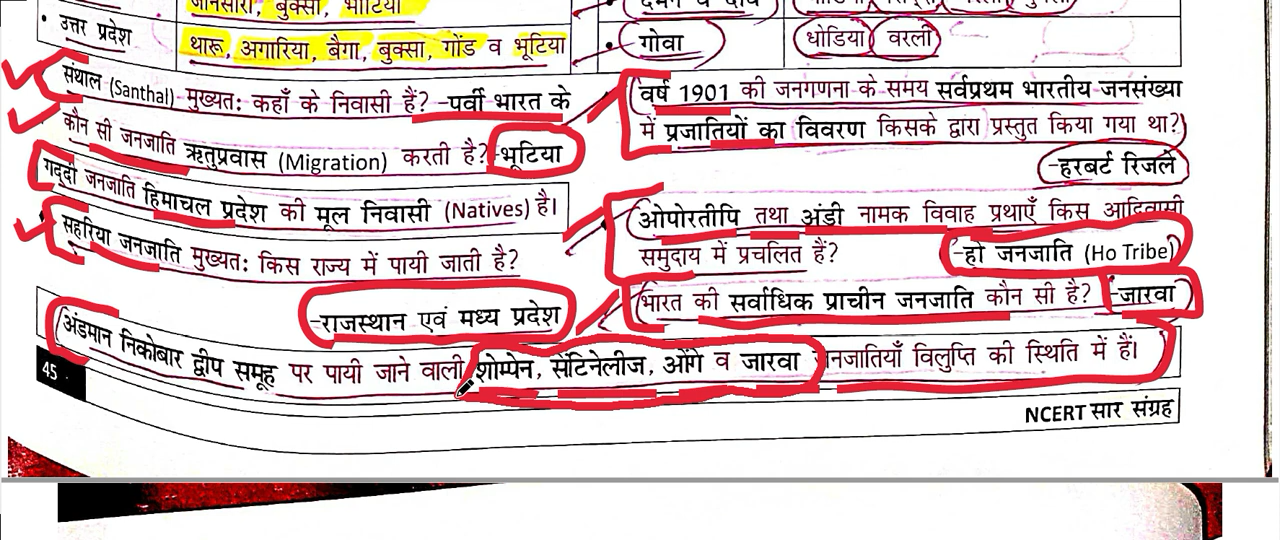 जानसारी, बुक्सा, भोटिया
दमन व दीव
• उत्तर प्रदेश
थारू, अगारिया, बैगा, बुक्सा, गोंड व भूटिया
• गोवा
धोडिया, वरली
संथाल (Santhal) मुख्यत: कहाँ के निवासी हैं? -पर्वी भारत के
कौन सी जनजाति ऋतुप्रवास (Migration) करती है? -भूटिया
गद्दी जनजाति हिमाचल प्रदेश की मूल निवासी (Natives) है।
सहरिया जनजाति मुख्यत: किस राज्य में पायी जाती है?
-राजस्थान एवं मध्य प्रदेश
वर्ष 1901 की जनगणना के समय सर्वप्रथम भारतीय जनसंख्या
में प्रजातियों का विवरण किसके द्वारा प्रस्तुत किया गया था?
-हरबर्ट रिजले
ओपोरतीपि तथा अंडी नामक विवाह प्रथाएँ किस आदिवासी
समुदाय में प्रचलित हैं? -हो जनजाति (Ho Tribe)
भारत की सर्वाधिक प्राचीन जनजाति कौन सी है? -जारवा
अंडमान निकोबार द्वीप समूह पर पायी जाने वाली शोम्पेन, सेंटिनेलीज, ओंगे व जारवा जनजातियाँ विलुप्ति की स्थिति में हैं।
45
NCERT सार संग्रह